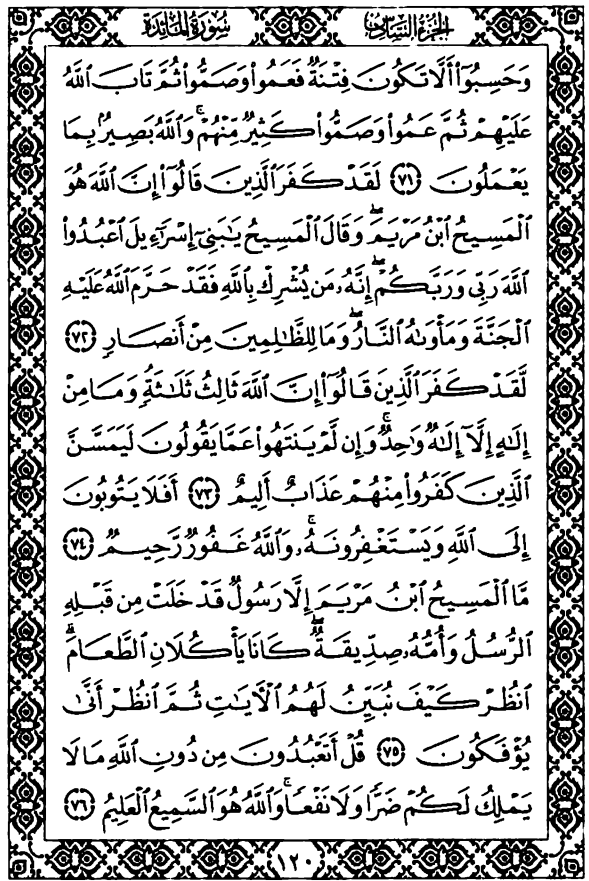 الجزء السادس سورة المائدة
وَحَسِبُوٓا۟ أَلَّا تَكُونَ فِتْنَةٌ فَعَمُوا۟ وَصَمُّوا۟ ثُمَّ تَابَ ٱللَّهُ
عَلَيْهِمْ ثُمَّ عَمُوا۟ وَصَمُّوا۟ كَثِيرٌ مِّنْهُمْ ۚ وَٱللَّهُ بَصِيرٌۢ بِمَا
يَعْمَلُونَ ٧١ لَقَدْ كَفَرَ ٱلَّذِينَ قَالُوٓا۟ إِنَّ ٱللَّهَ هُوَ
ٱلْمَسِيحُ ٱبْنُ مَرْيَمَ ۖ وَقَالَ ٱلْمَسِيحُ يَٰبَنِىٓ إِسْرَٰٓءِيلَ ٱعْبُدُوا۟
ٱللَّهَ رَبِّى وَرَبَّكُمْ ۖ إِنَّهُۥ مَن يُشْرِكْ بِٱللَّهِ فَقَدْ حَرَّمَ ٱللَّهُ عَلَيْهِ
ٱلْجَنَّةَ وَمَأْوَىٰهُ ٱلنَّارُ ۖ وَمَا لِلظَّٰلِمِينَ مِنْ أَنصَارٍ ٧٢
لَّقَدْ كَفَرَ ٱلَّذِينَ قَالُوٓا۟ إِنَّ ٱللَّهَ ثَالِثُ ثَلَٰثَةٍ ۘ وَمَا مِنْ
إِلَٰهٍ إِلَّآ إِلَٰهٌ وَٰحِدٌ ۚ وَإِن لَّمْ يَنتَهُوا۟ عَمَّا يَقُولُونَ لَيَمَسَّنَّ
ٱلَّذِينَ كَفَرُوا۟ مِنْهُمْ عَذَابٌ أَلِيمٌ ٧٣ أَفَلَا يَتُوبُونَ
إِلَى ٱللَّهِ وَيَسْتَغْفِرُونَهُۥ ۚ وَٱللَّهُ غَفُورٌ رَّحِيمٌ ٧٤
مَّا ٱلْمَسِيحُ ٱبْنُ مَرْيَمَ إِلَّا رَسُولٌ قَدْ خَلَتْ مِن قَبْلِهِ
ٱلرُّسُلُ وَأُمُّهُۥ صِدِّيقَةٌ ۖ كَانَا يَأْكُلَانِ ٱلطَّعَامَ ۗ
ٱنظُرْ كَيْفَ نُبَيِّنُ لَهُمُ ٱلْءَايَٰتِ ثُمَّ ٱنظُرْ أَنَّىٰ
يُؤْفَكُونَ ٧٥ قُلْ أَتَعْبُدُونَ مِن دُونِ ٱللَّهِ مَا لَا
يَمْلِكُ لَكُمْ ضَرًّا وَلَا نَفْعًا ۚ وَٱللَّهُ هُوَ ٱلسَّمِيعُ ٱلْعَلِيمُ ٧٦
١٢٠